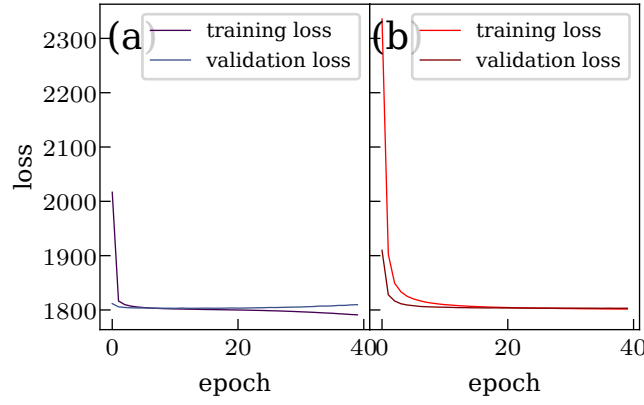 (a)
training loss
validation loss
(b)
training loss
validation loss
loss
2300
2200
2100
2000
1900
1800
0
20
40
0
20
40
epoch
epoch